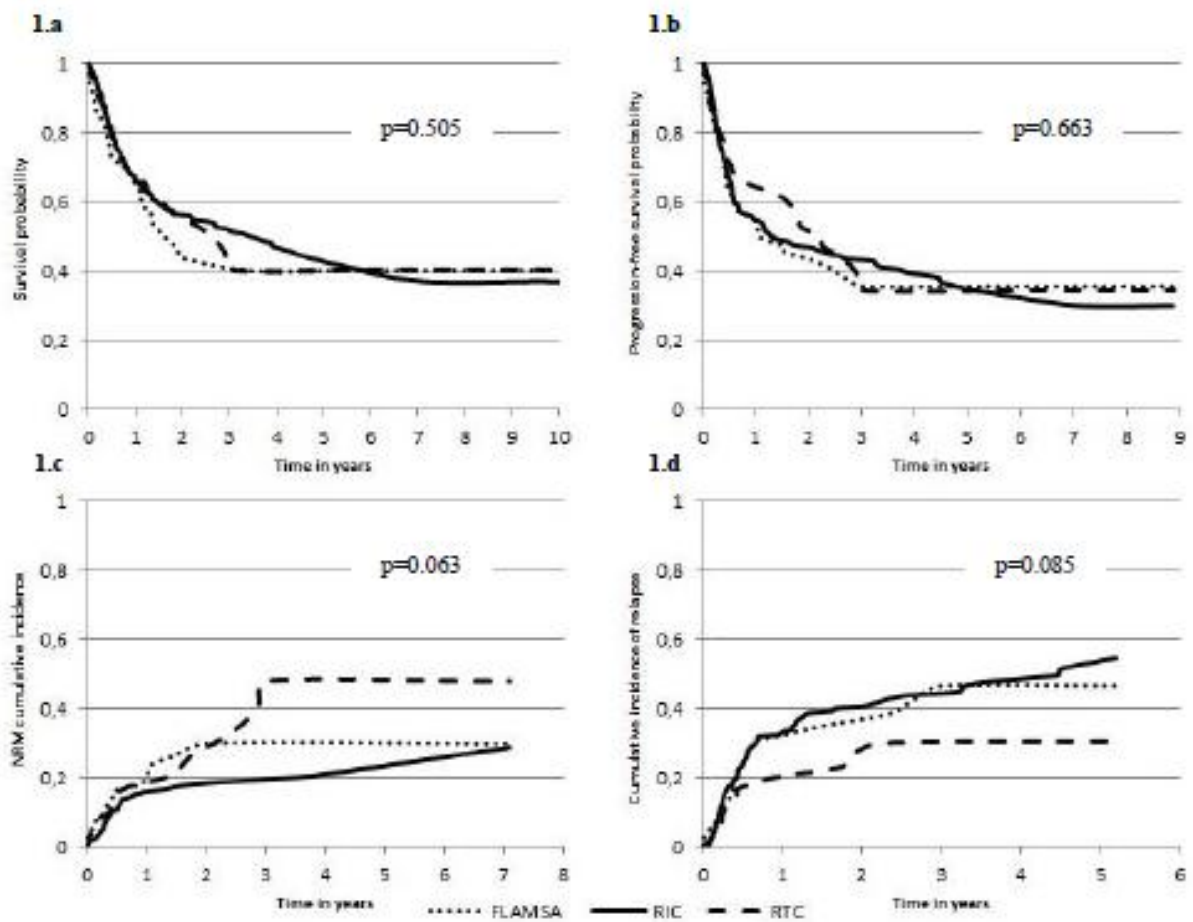 1.a
1.b
Survival probability
1
0,8
0,6
0,4
0,2
0
p=0.505
0 1 2 3 4 5 6 7 8 9 10
Time in years
Progression-free survival probability
1
0,8
0,6
0,4
0,2
0
p=0.663
0 1 2 3 4 5 6 7 8 9
Time in years
1.c
1.d
NRM cumulative incidence
1
0,8
0,6
0,4
0,2
0
p=0.063
0 1 2 3 4 5 6 7 8
Time in years
Cumulative incidence of relapse
1
0,8
0,6
0,4
0,2
0
p=0.085
0 1 2 3 4 5 6
Time in years
FLAMSA RIC RTC